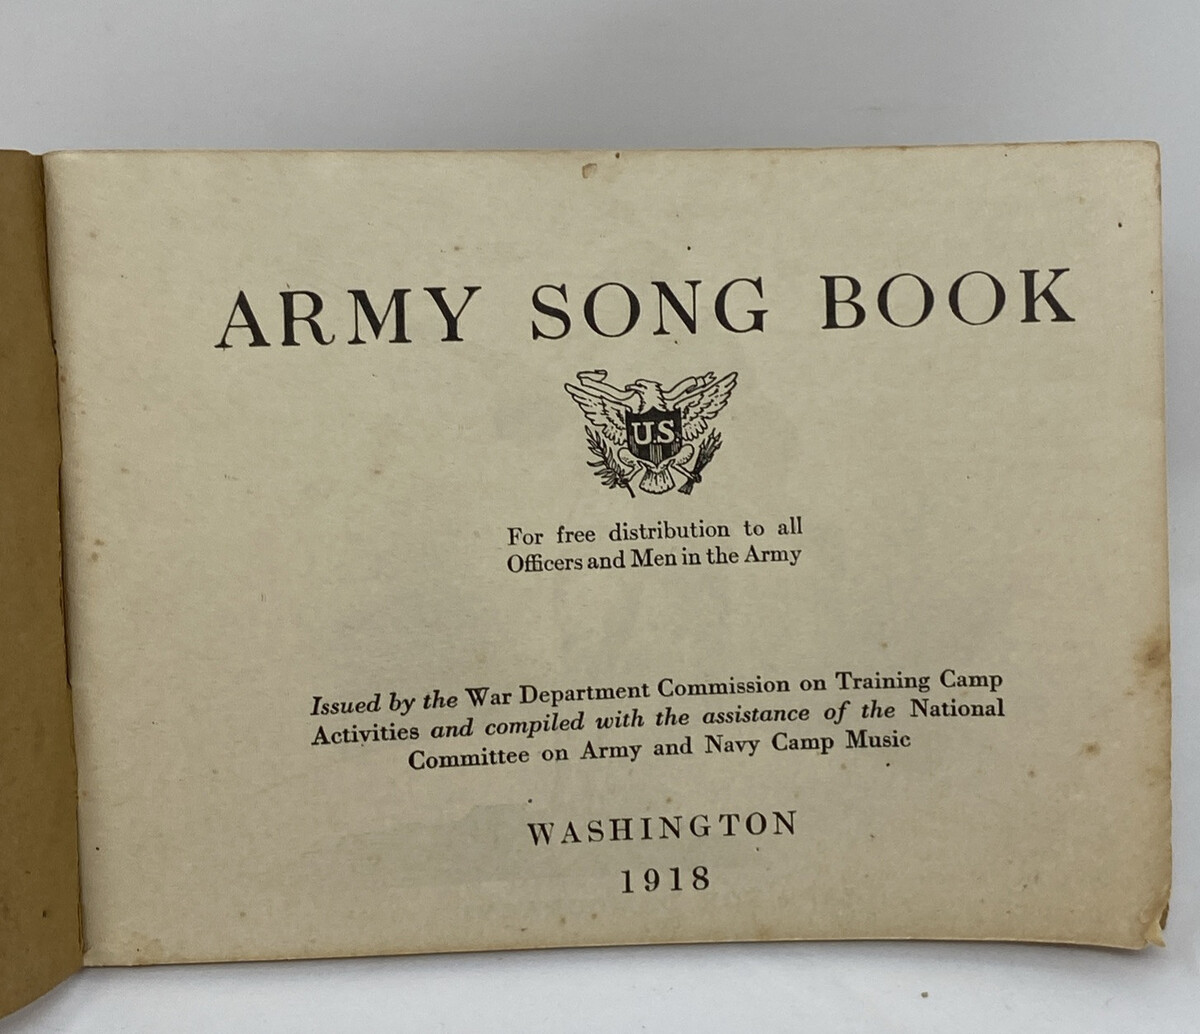 ARMY SONG BOOK
U.S.
For free distribution to all
Officers and Men in the Army
Issued by the War Department Commission on Training Camp
Activities and compiled with the assistance of the National
Committee on Army and Navy Camp Music
WASHINGTON
1918